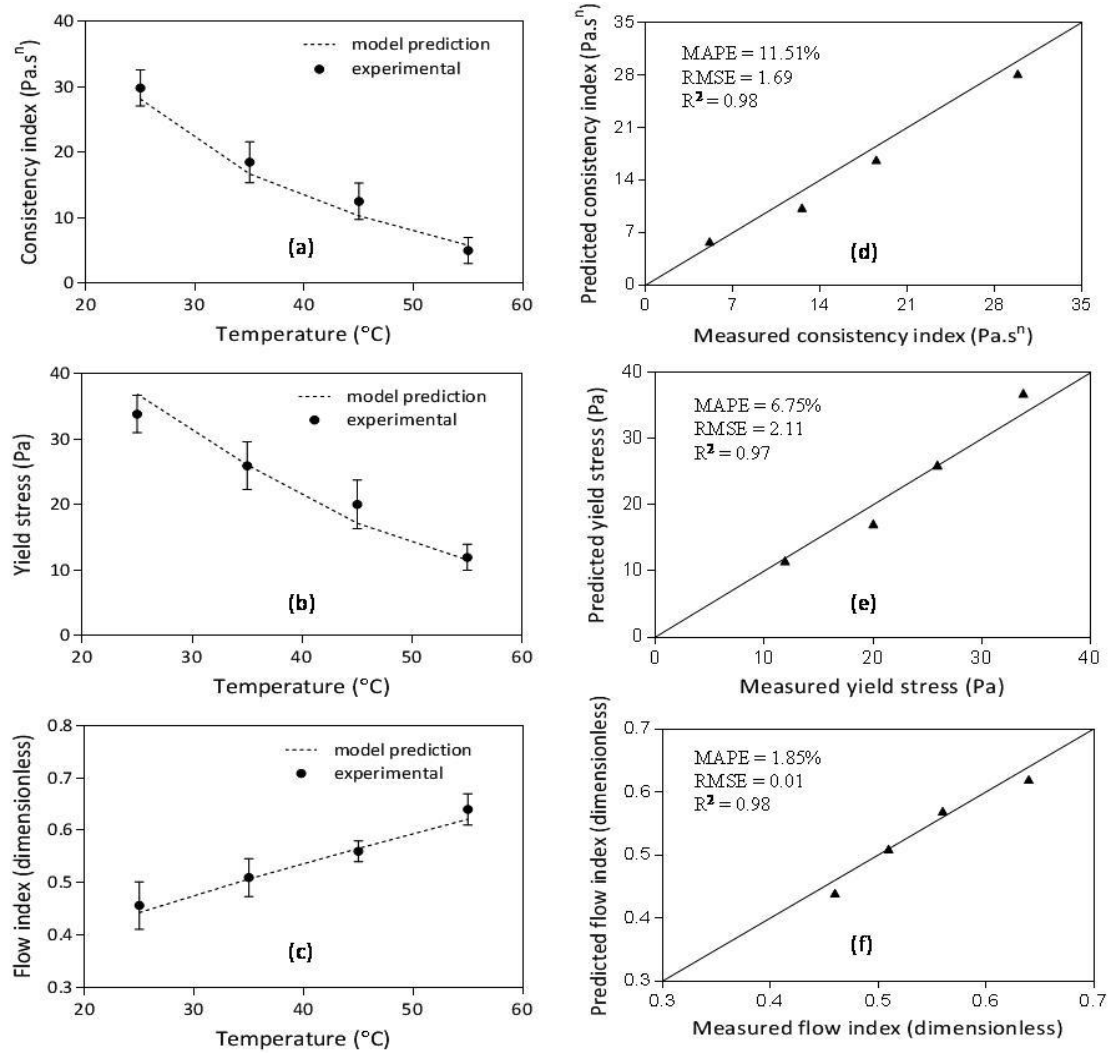 40
30
20
10
0
Consistency index (Pa.sⁿ)
model prediction
experimental
(a)
20 30 40 50 60
Temperature (°C)
35
28
21
14
7
0
Predicted consistency index (Pa.sⁿ)
MAPE = 11.51%
RMSE = 1.69
R² = 0.98
(d)
0 7 14 21 28 35
Measured consistency index (Pa.sⁿ)
40
30
20
10
0
Yield stress (Pa)
model prediction
experimental
(b)
20 30 40 50 60
Temperature (°C)
40
30
20
10
0
Predicted yield stress (Pa)
MAPE = 6.75%
RMSE = 2.11
R² = 0.97
(e)
0 10 20 30 40
Measured yield stress (Pa)
0.8
0.7
0.6
0.5
0.4
0.3
Flow index (dimensionless)
model prediction
experimental
(c)
20 30 40 50 60
Temperature (°C)
0.7
0.6
0.5
0.4
0.3
Predicted flow index (dimensionless)
MAPE = 1.85%
RMSE = 0.01
R² = 0.98
(f)
0.3 0.4 0.5 0.6 0.7
Measured flow index (dimensionless)